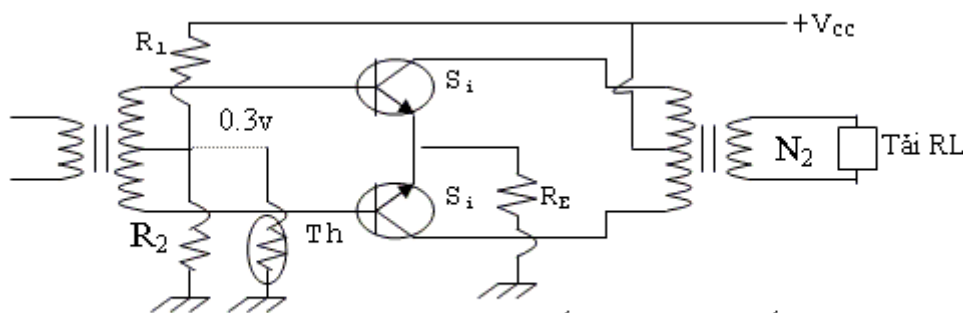 +Vcc
R1
Si
0.3v
N2
Tải RL
Si
RE
R2
Th